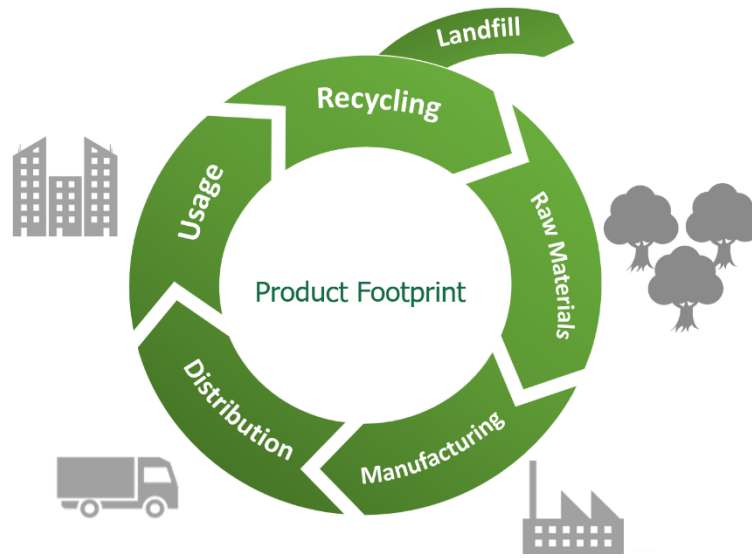 Landfill
Recycling
Usage
Raw Materials
Product Footprint
Distribution
Manufacturing